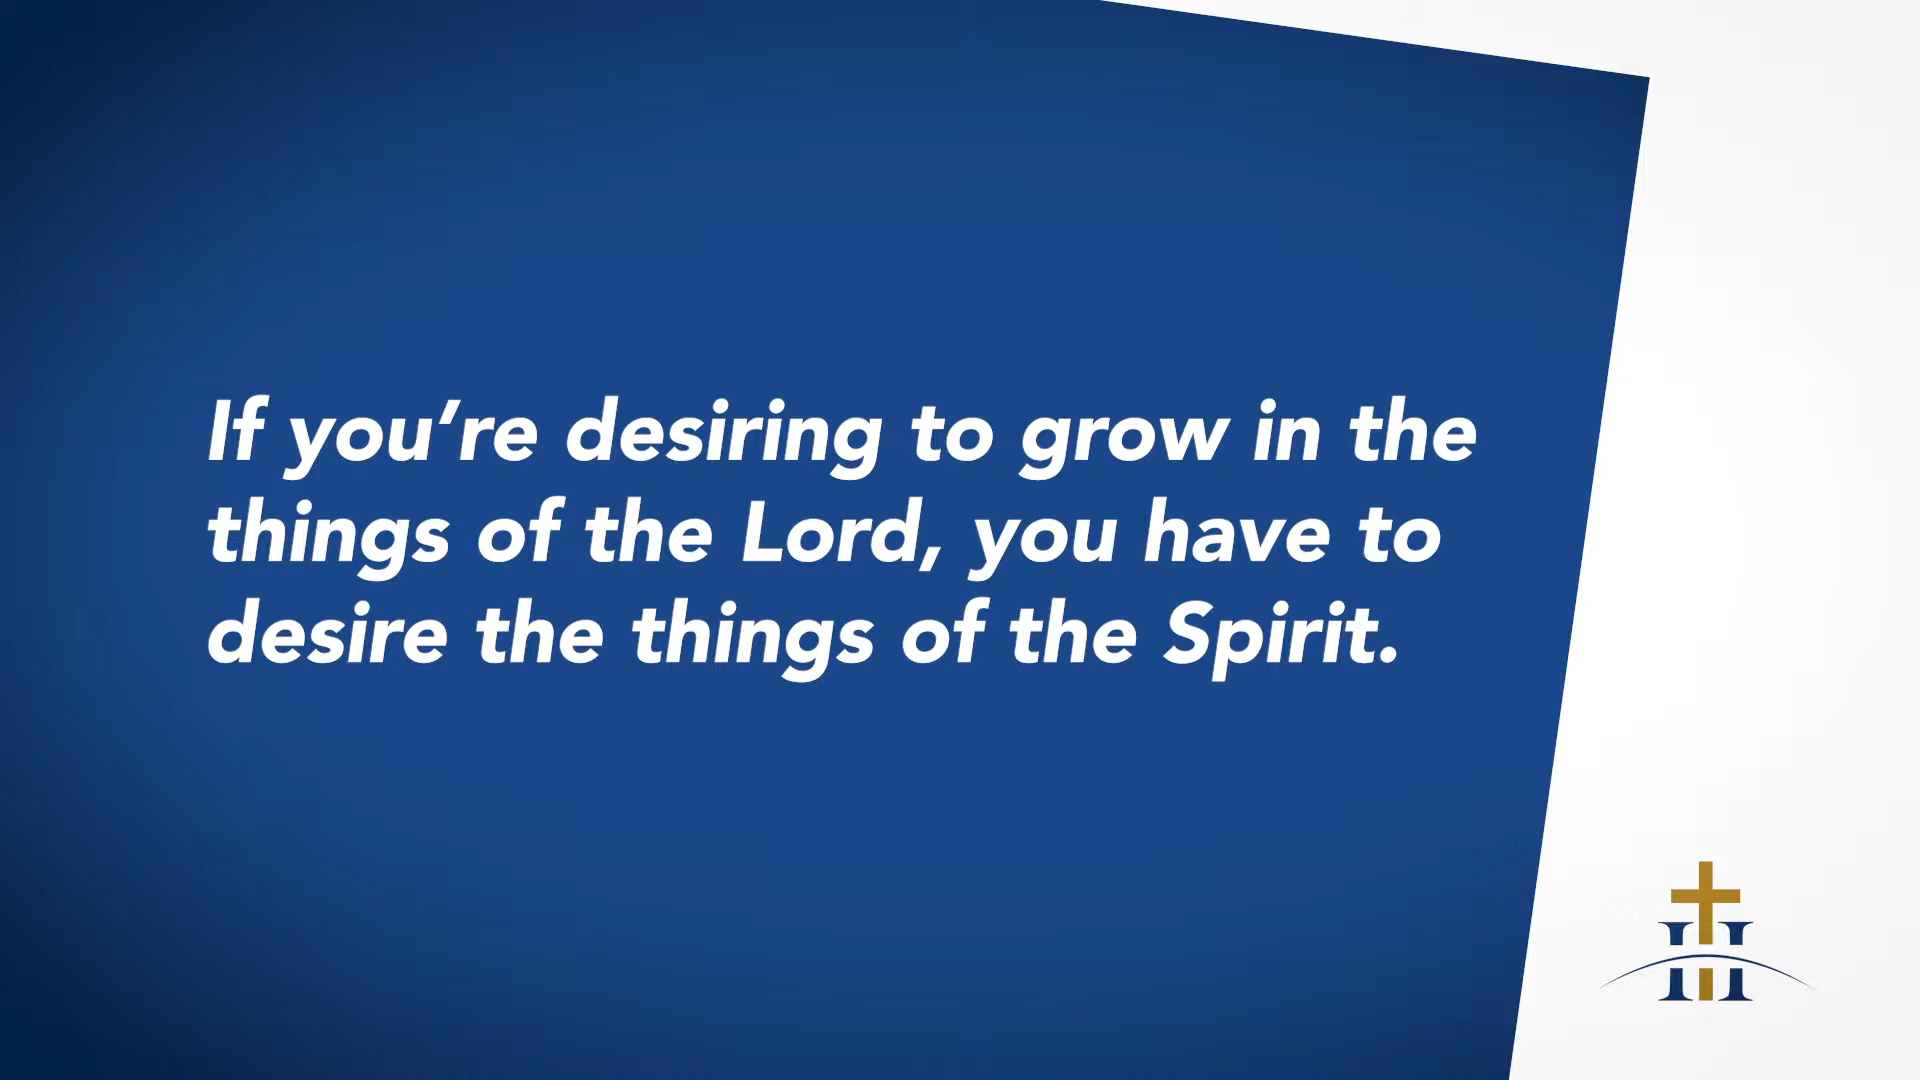 If you’re desiring to grow in the
things of the Lord, you have to
desire the things of the Spirit.